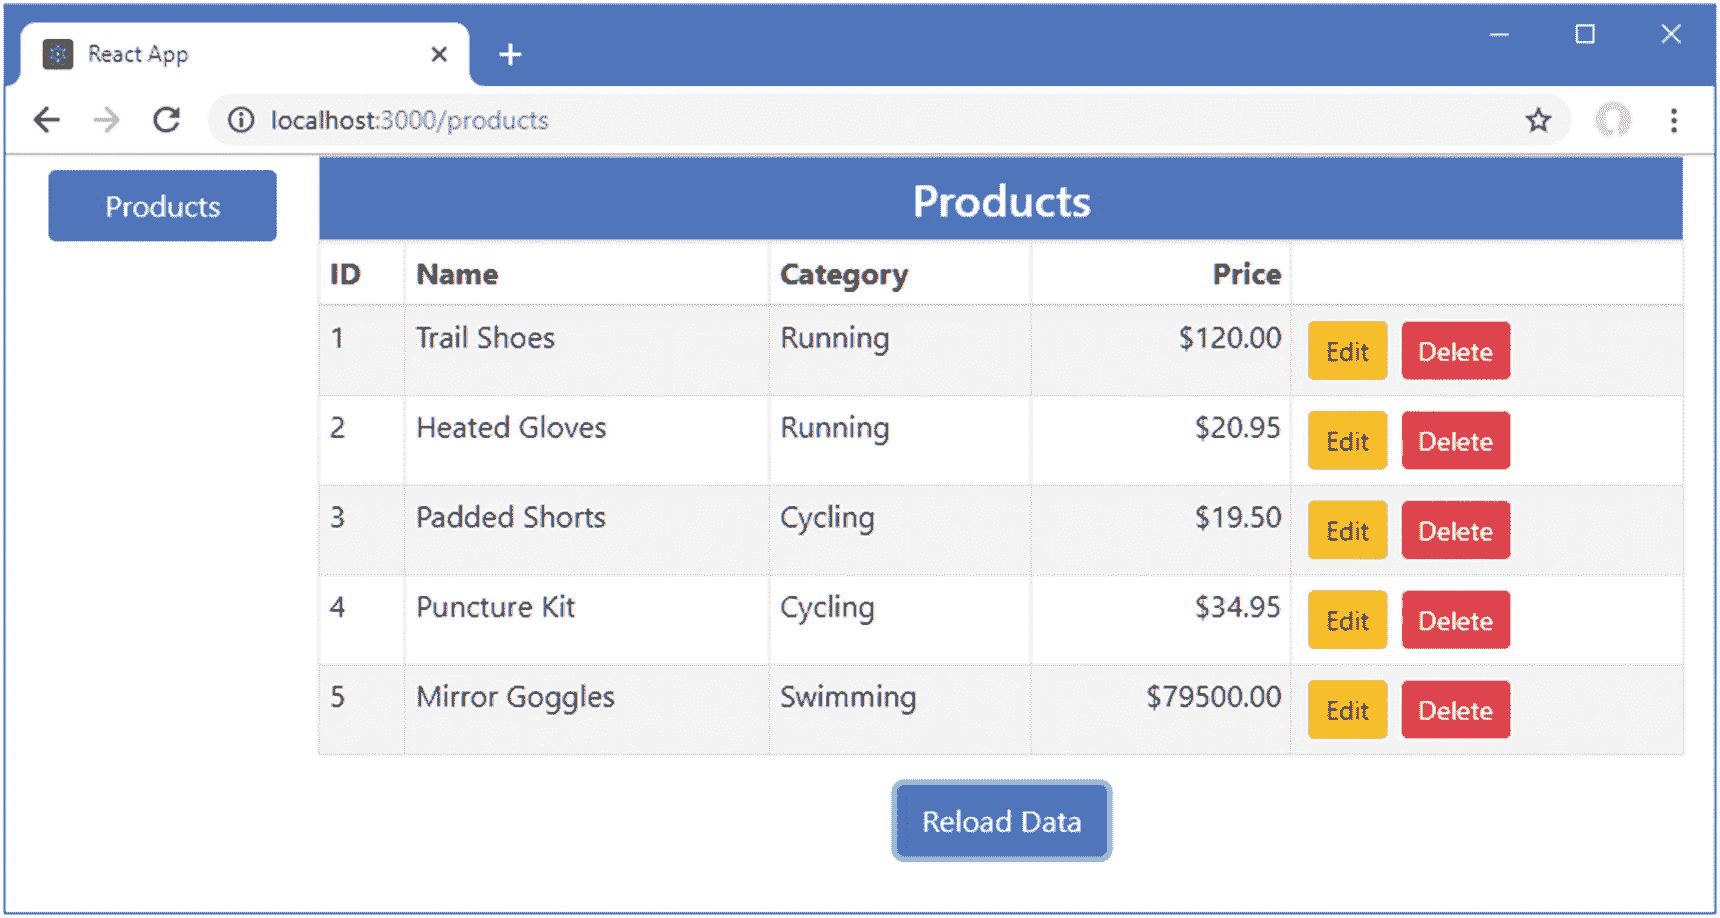 React App
localhost:3000/products
Products
Products
ID Name Category Price
1 Trail Shoes Running $120.00 Edit Delete
2 Heated Gloves Running $20.95 Edit Delete
3 Padded Shorts Cycling $19.50 Edit Delete
4 Puncture Kit Cycling $34.95 Edit Delete
5 Mirror Goggles Swimming $79500.00 Edit Delete
Reload Data